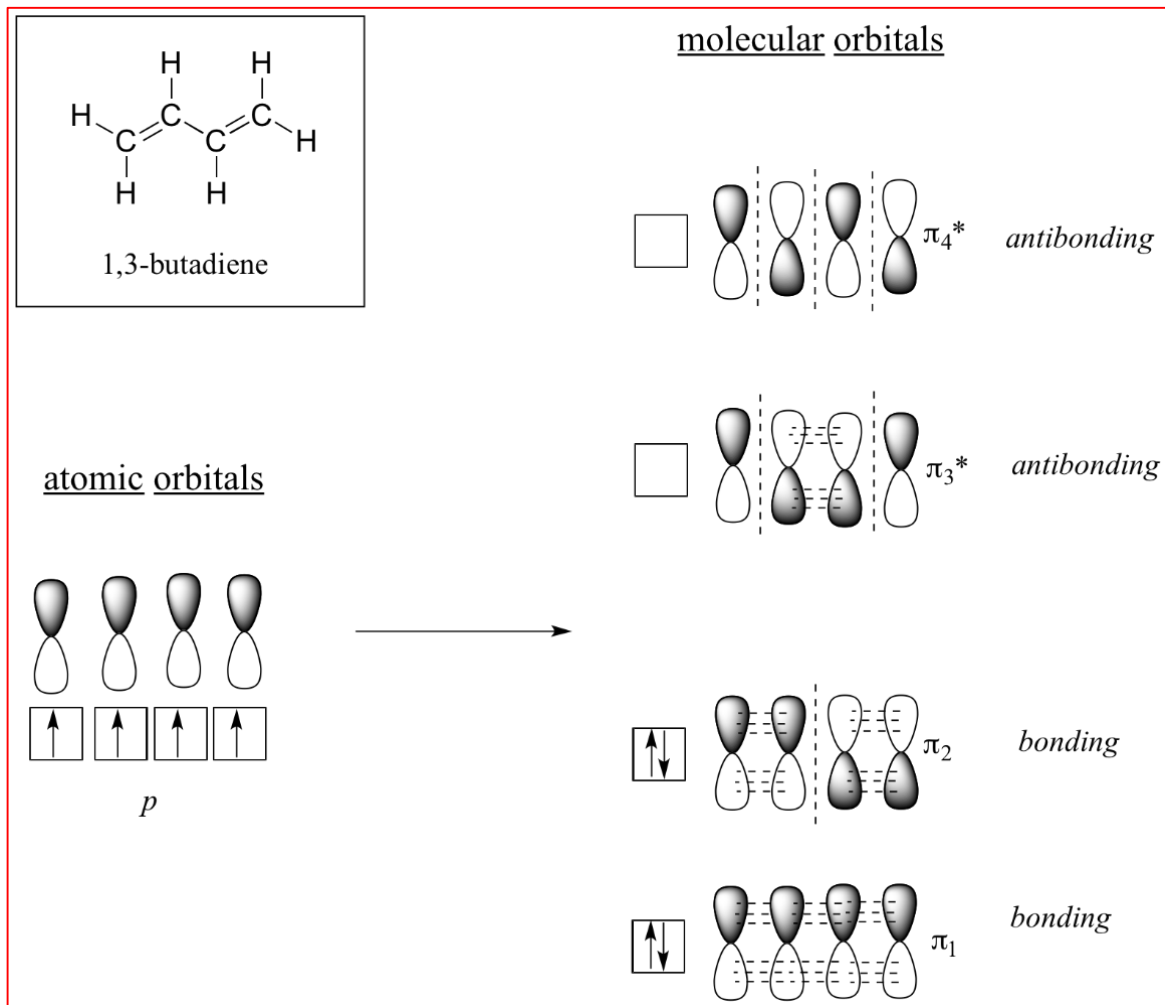 molecular orbitals
H H
H C C H
C C
H H
1,3-butadiene
π4* antibonding
π3* antibonding
atomic orbitals
p
π2 bonding
π1 bonding